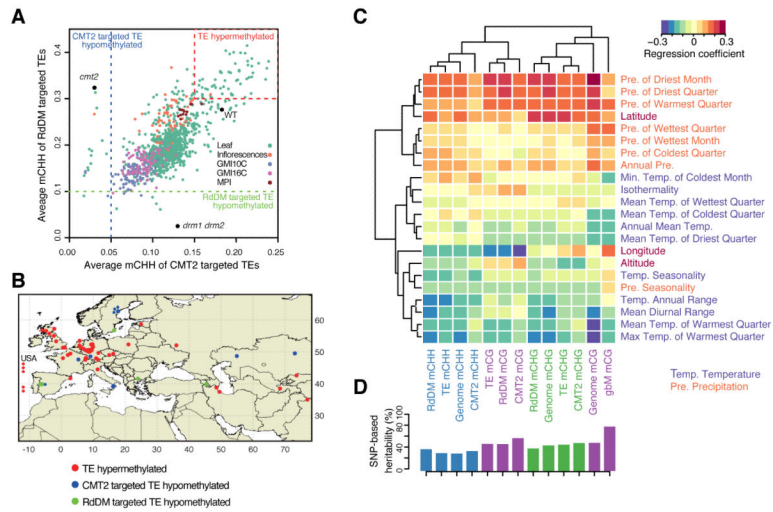 A
CMT2 targeted TE
hypomethylated
TE hypermethylated
cmt2
WT
Leaf
Inflorescences
GMI10C
GMI16C
MPI
RdDM targeted TE
hypomethylated
drm1 drm2
Average mCHH of RdDM targeted TEs
0.0 0.1 0.2 0.3 0.4
0.00 0.05 0.10 0.15 0.20 0.25
Average mCHH of CMT2 targeted TEs
B
USA
60
50
40
30
-10 0 10 20 30 40 50 60 70
TE hypermethylated
CMT2 targeted TE hypomethylated
RdDM targeted TE hypomethylated
C
-0.3 0 0.3
Regression coefficient
Pre. of Driest Month
Pre. of Driest Quarter
Pre. of Warmest Quarter
Latitude
Pre. of Wettest Quarter
Pre. of Wettest Month
Pre. of Coldest Quarter
Annual Pre.
Min. Temp. of Coldest Month
Isothermality
Mean Temp. of Wettest Quarter
Mean Temp. of Coldest Quarter
Annual Mean Temp.
Mean Temp. of Driest Quarter
Longitude
Altitude
Temp. Seasonality
Pre. Seasonality
Temp. Annual Range
Mean Diurnal Range
Mean Temp. of Warmest Quarter
Max Temp. of Warmest Quarter
RdDM mCHH
TE mCHH
Genome mCHH
CMT2 mCHH
TE mCG
RdDM mCG
CMT2 mCG
RdDM mCHG
Genome mCHG
TE mCHG
CMT2 mCHG
Genome mCG
gbM mCG
Temp. Temperature
Pre. Precipitation
D
SNP-based
heritability (%)
0 20 40 60 80 100